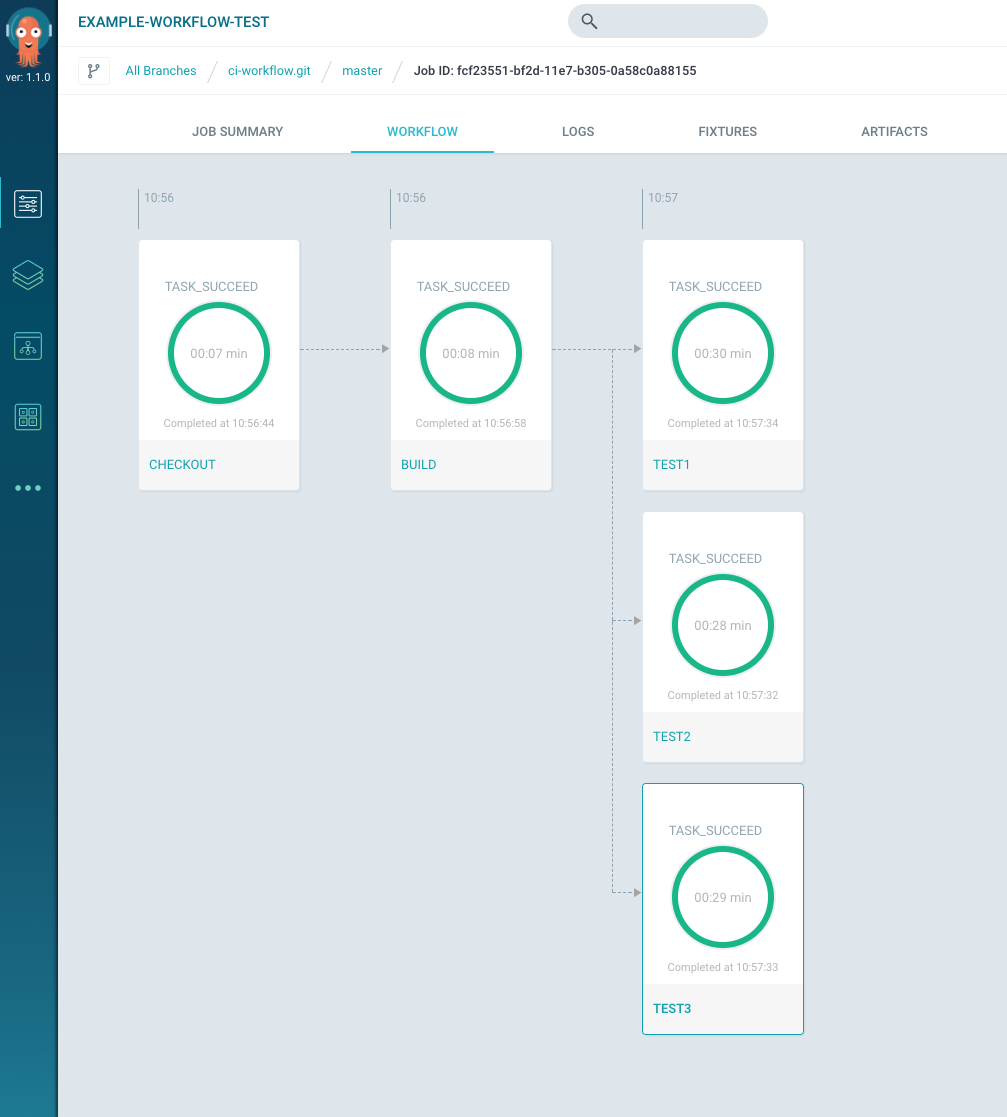 EXAMPLE-WORKFLOW-TEST
ver: 1.1.0
All Branches / ci-workflow.git / master / Job ID: fcf23551-bf2d-11e7-b305-0a58c0a88155
JOB SUMMARY WORKFLOW LOGS FIXTURES ARTIFACTS
10:56 10:56 10:57
TASK_SUCCEED TASK_SUCCEED TASK_SUCCEED
00:07 min 00:08 min 00:30 min
Completed at 10:56:44 Completed at 10:56:58 Completed at 10:57:34
CHECKOUT BUILD TEST1
TASK_SUCCEED
00:28 min
Completed at 10:57:32
TEST2
TASK_SUCCEED
00:29 min
Completed at 10:57:33
TEST3